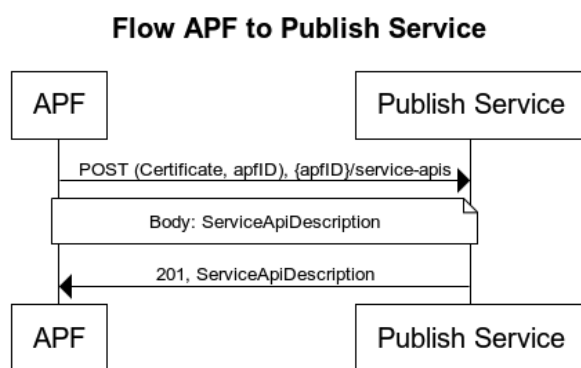 Flow APF to Publish Service
APF
Publish Service
POST (Certificate, apfID), {apfID}/service-apis
Body: ServiceApiDescription
201, ServiceApiDescription
APF
Publish Service